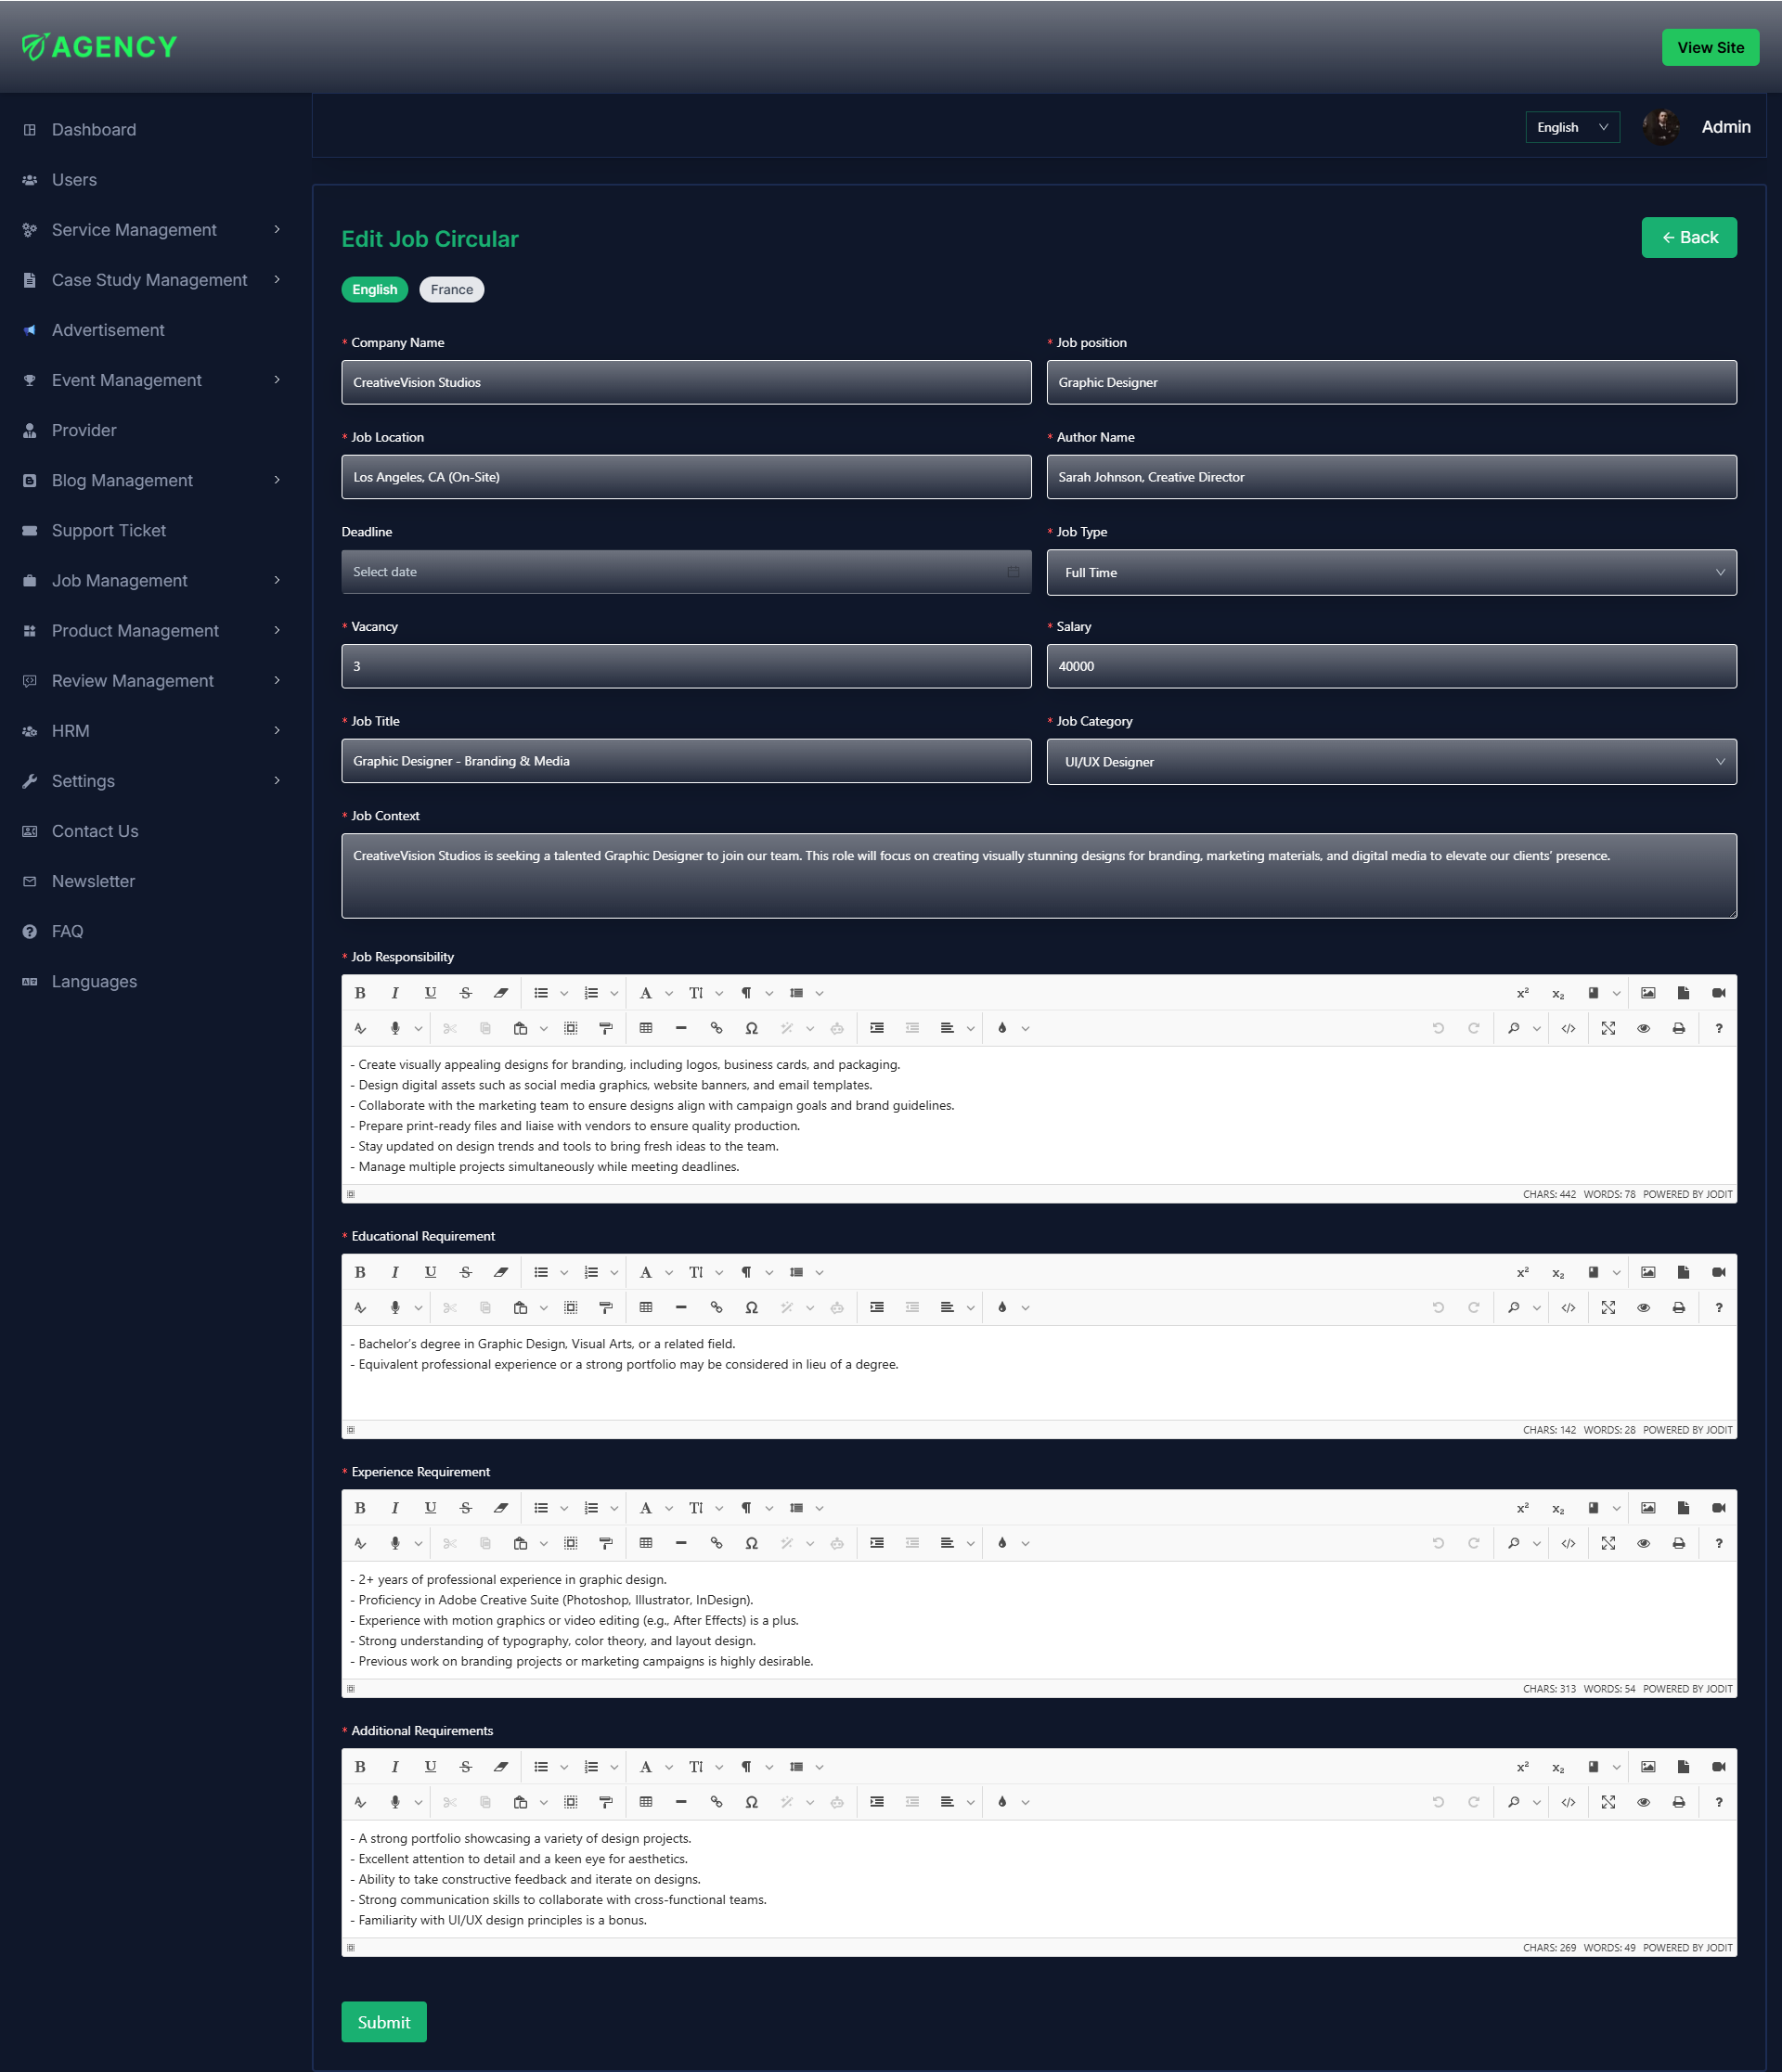 AGENCY
View Site
Dashboard
Users
Service Management
Case Study Management
Advertisement
Event Management
Provider
Blog Management
Support Ticket
Job Management
Product Management
Review Management
HRM
Settings
Contact Us
Newsletter
FAQ
Languages
English
Admin
Edit Job Circular
Back
English France
* Company Name
CreativeVision Studios
* Job position
Graphic Designer
* Job Location
Los Angeles, CA (On-Site)
* Author Name
Sarah Johnson, Creative Director
Deadline
Select date
* Job Type
Full Time
* Vacancy
3
* Salary
40000
* Job Title
Graphic Designer - Branding & Media
* Job Category
UI/UX Designer
* Job Context
CreativeVision Studios is seeking a talented Graphic Designer to join our team. This role will focus on creating visually stunning designs for branding, marketing materials, and digital media to elevate our clients’ presence.
* Job Responsibility
- Create visually appealing designs for branding, including logos, business cards, and packaging.
- Design digital assets such as social media graphics, website banners, and email templates.
- Collaborate with the marketing team to ensure designs align with campaign goals and brand guidelines.
- Prepare print-ready files and liaise with vendors to ensure quality production.
- Stay updated on design trends and tools to bring fresh ideas to the team.
- Manage multiple projects simultaneously while meeting deadlines.
CHARS: 442 WORDS: 78 POWERED BY JODIT
* Educational Requirement
- Bachelor’s degree in Graphic Design, Visual Arts, or a related field.
- Equivalent professional experience or a strong portfolio may be considered in lieu of a degree.
CHARS: 142 WORDS: 28 POWERED BY JODIT
* Experience Requirement
- 2+ years of professional experience in graphic design.
- Proficiency in Adobe Creative Suite (Photoshop, Illustrator, InDesign).
- Experience with motion graphics or video editing (e.g., After Effects) is a plus.
- Strong understanding of typography, color theory, and layout design.
- Previous work on branding projects or marketing campaigns is highly desirable.
CHARS: 313 WORDS: 54 POWERED BY JODIT
* Additional Requirements
- A strong portfolio showcasing a variety of design projects.
- Excellent attention to detail and a keen eye for aesthetics.
- Ability to take constructive feedback and iterate on designs.
- Strong communication skills to collaborate with cross-functional teams.
- Familiarity with UI/UX design principles is a bonus.
CHARS: 269 WORDS: 49 POWERED BY JODIT
Submit